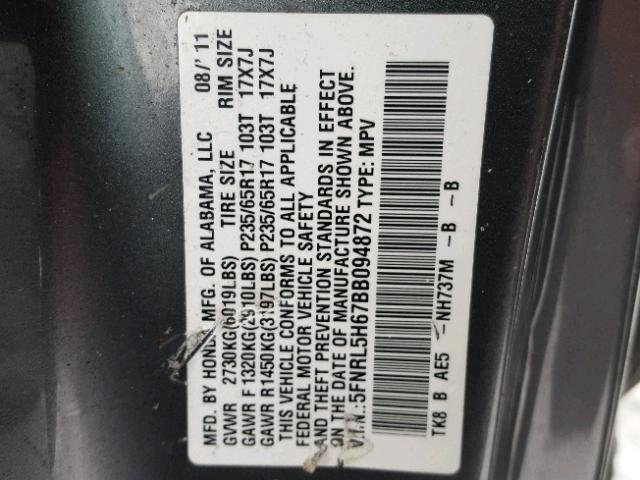 MFD. BY HONDA MFG. OF ALABAMA, LLC 08/' 11
GVWR 2730KG(6019LBS) TIRE SIZE RIM SIZE
GAWR F 1320KG(2910LBS) P235/65R17 103T 17X7J
GAWR R1450KG(3197LBS) P235/65R17 103T 17X7J
THIS VEHICLE CONFORMS TO ALL APPLICABLE
FEDERAL MOTOR VEHICLE SAFETY
AND THEFT PREVENTION STANDARDS IN EFFECT
ON THE DATE OF MANUFACTURE SHOWN ABOVE.
V.I.N.:5FNRL5H67BB094872 TYPE: MPV
TK8 B AE5 -NH737M -B -B